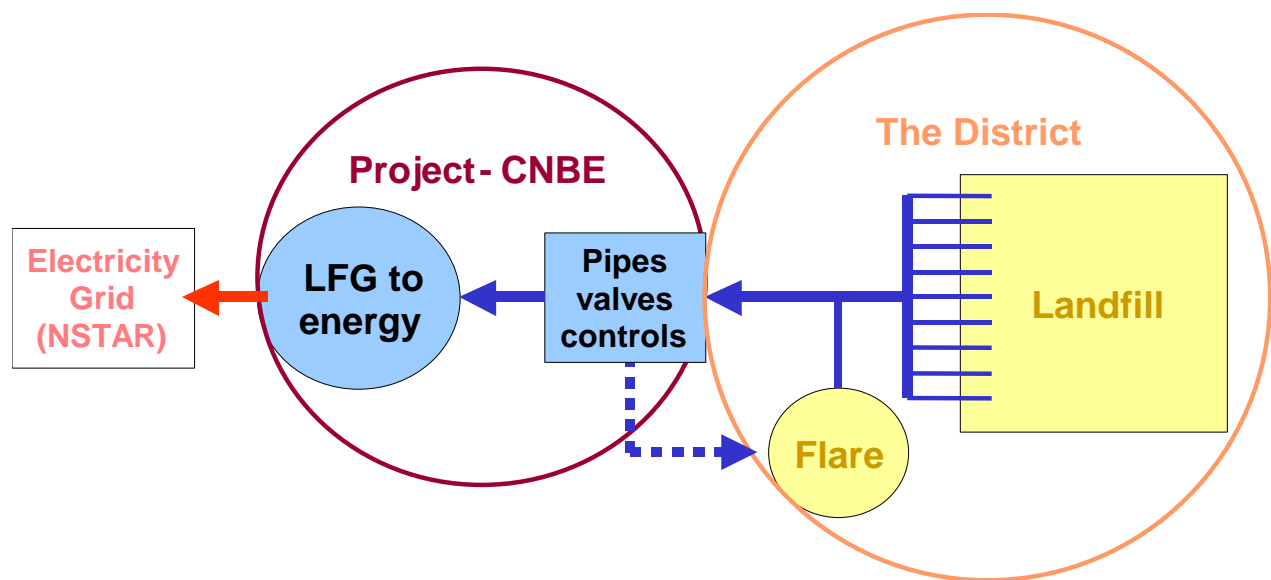 The District
Project - CNBE
Electricity
Grid
(NSTAR)
LFG to
energy
Pipes
valves
controls
Landfill
Flare